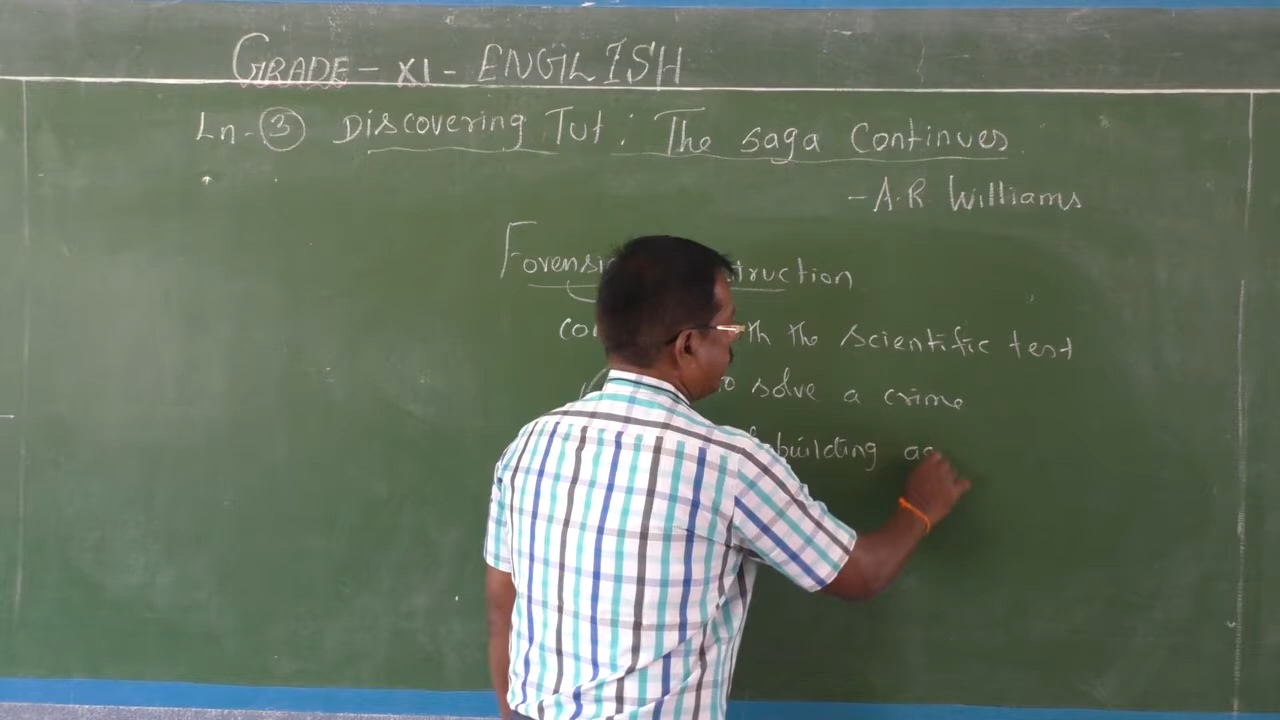 GRADE - XI - ENGLISH
Ln - 3 Discovering Tut : The saga Continues
- A.R. Williams
Forensi truction
co th the scientific test
solve a crime
building